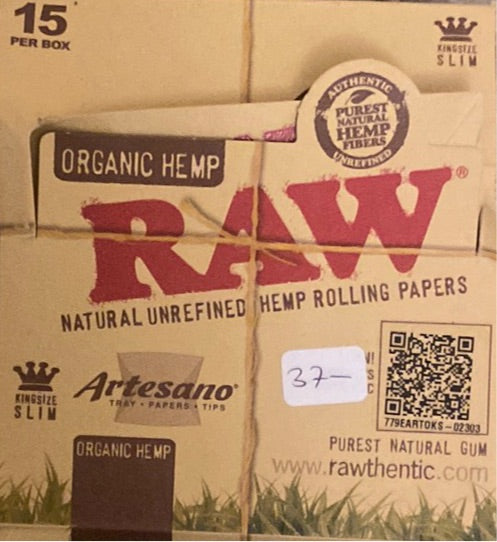 15
PER BOX
KINGSIZE
SLIM
AUTHENTIC
PUREST
NATURAL
HEMP
FIBERS
UNREFINED
ORGANIC HEMP
RAW®
NATURAL UNREFINED HEMP ROLLING PAPERS
KINGSIZE
SLIM
Artesano®
TRAY • PAPERS • TIPS
37-
779EARTOKS-02303
ORGANIC HEMP
PUREST NATURAL GUM
www.rawthentic.com